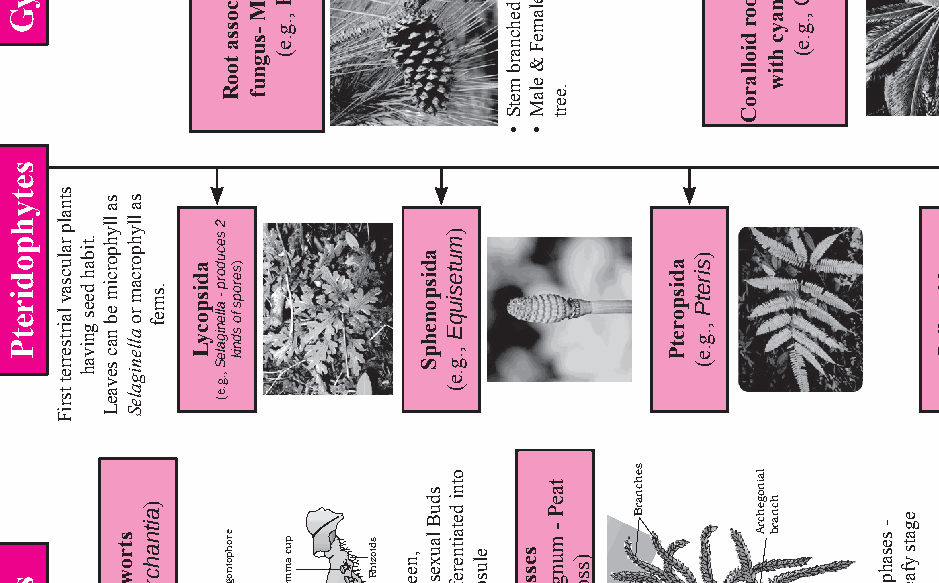 s
worts
rchantia)
goniophore
mma cup
Rhizoids
een,
sexual Buds
ferentiated into
psule
sses
gnum - Peat
oss)
Branches
Archegonial
branch
phases -
eafy stage
Pteridophytes
First terrestrial vascular plants
having seed habit.
Leaves can be microphyll as
Selaginella or macrophyll as
ferns.
Lycopsida
(e.g., Selaginella - produces 2
kinds of spores)
Sphenopsida
(e.g., Equisetum)
Pteropsida
(e.g., Pteris)
Gy
Root assoc
fungus- M
(e.g., P
• Stem branched
• Male & Female
tree.
Coralloid roo
with cyan
(e.g., C